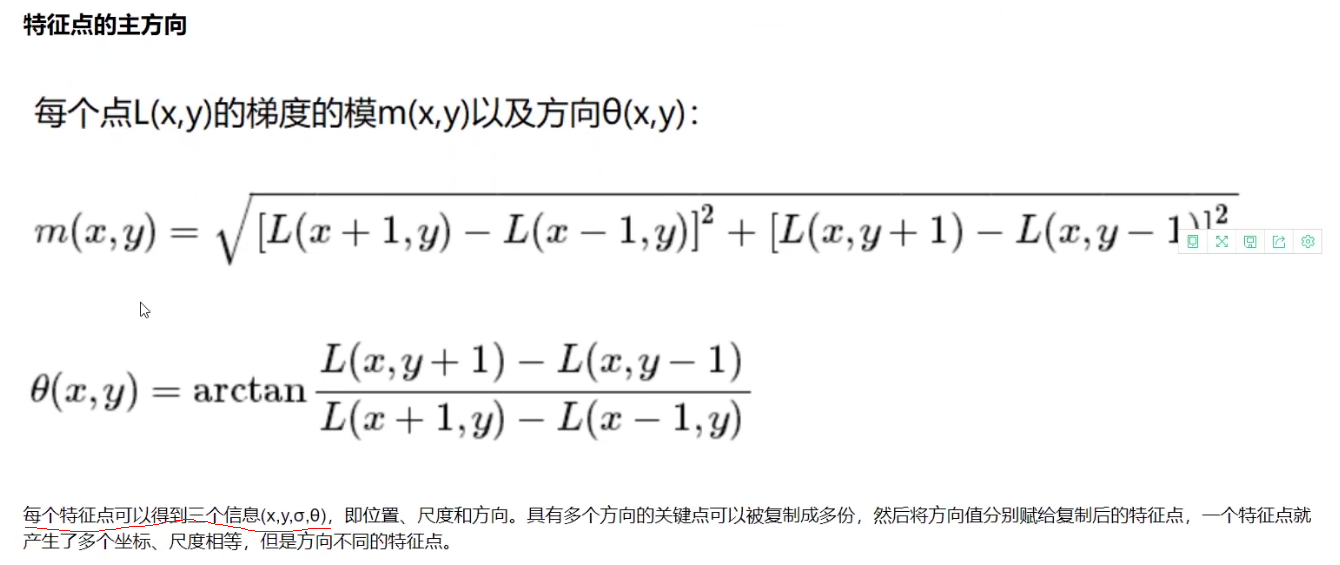 特征点的主方向
每个点L(x,y)的梯度的模m(x,y)以及方向θ(x,y)：
m(x,y) = √[L(x+1,y) − L(x−1,y)]² + [L(x,y+1) − L(x,y−1)]²
θ(x,y) = arctan L(x,y+1) − L(x,y−1) / L(x+1,y) − L(x−1,y)
每个特征点可以得到三个信息(x,y,σ,θ)，即位置、尺度和方向。具有多个方向的关键点可以被复制成多份，然后将方向值分别赋给复制后的特征点，一个特征点就
产生了多个坐标、尺度相等，但是方向不同的特征点。